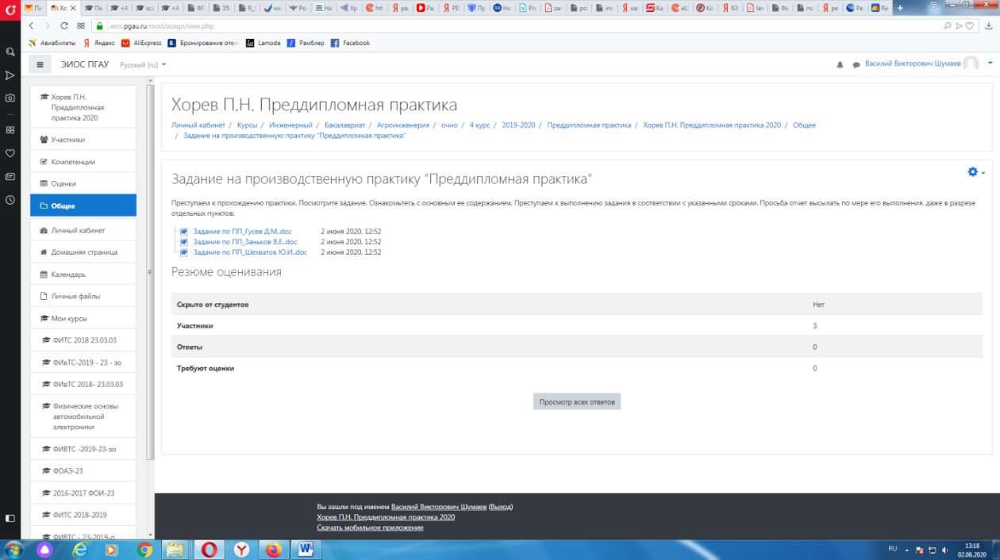 eios.pgau.ru/mod/assign/view.php
Авиабилеты Яндекс AliExpress Бронирование отел Lamoda Рамблер Facebook
ЭИОС ПГАУ Русский (ru)
Василий Викторович Шумаев
Хорев П.Н.
Преддипломная
практика 2020
Участники
Компетенции
Оценки
Общее
Личный кабинет
Домашняя страница
Календарь
Личные файлы
Мои курсы
ФИТС 2018 23.03.03
ФИвТС-2019 - 23 - зо
ФИвТС 2018- 23.03.03
Физические основы
автомобильной
электроники
ФИВТС -2019-23-зо
ФОАЭ-23
2016-2017 ФОИ-23
ФИТС 2018-2019
ФИВТС - 23-2019-о
Хорев П.Н. Преддипломная практика
Личный кабинет / Курсы / Инженерный / Бакалавриат / Агроинженерия / очно / 4 курс / 2019-2020 / Преддипломная практика / Хорев П.Н. Преддипломная практика 2020 / Общее
/ Задание на производственную практику "Преддипломная практика"
Задание на производственную практику "Преддипломная практика"
Преступаем к прохождению практики. Посмотрите задание. Ознакомьтесь с основным ее содержанием. Преступаем к выполнению задания в соответствии с указанными сроками. Просьба отчет высылать по мере его выполнения, даже в разрезе
отдельных пунктов.
Задание по ПП_Гусев Д.М..doc 2 июня 2020, 12:52
Задание по ПП_Заньков В.Е..doc 2 июня 2020, 12:52
Задание по ПП_Шехватов Ю.И..doc 2 июня 2020, 12:52
Резюме оценивания
Скрыто от студентов Нет
Участники 3
Ответы 0
Требуют оценки 0
Просмотр всех ответов
Вы зашли под именем Василий Викторович Шумаев (Выход)
Хорев П.Н. Преддипломная практика 2020
Скачать мобильное приложение
RU
13:18
02.06.2020